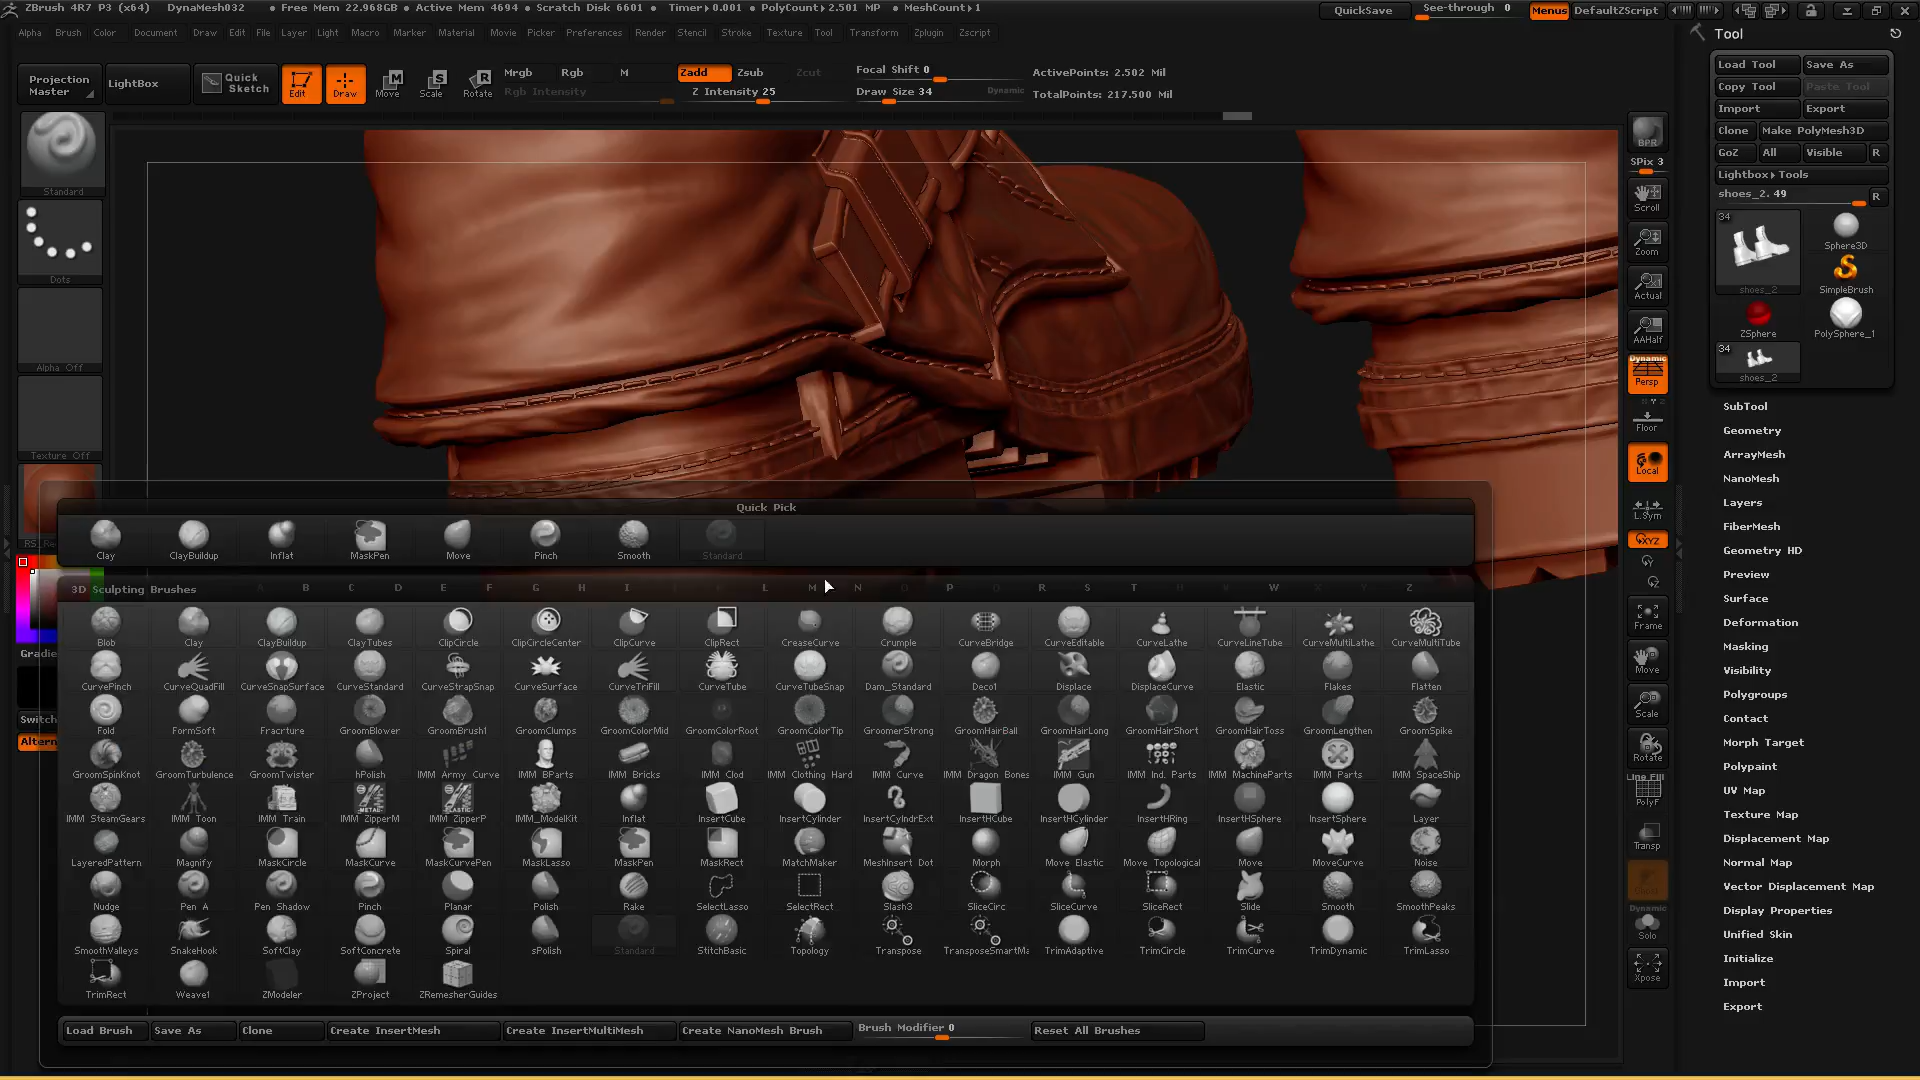 ZBrush 4R7 P3 (x64) DynaMesh032 • Free Mem 22.968GB • Active Mem 4694 • Scratch Disk 6601 • Timer▸0.001 • PolyCount▸2.501 MP • MeshCount▸1 QuickSave See-through 0 Menus DefaultZScript
Alpha Brush Color Document Draw Edit File Layer Light Macro Marker Material Movie Picker Preferences Render Stencil Stroke Texture Tool Transform Zplugin Zscript
Tool
Projection Master
LightBox
Quick Sketch
Edit
Draw
Move
Scale
Rotate
Mrgb Rgb M
Rgb Intensity
Zadd Zsub Zcut
Z Intensity 25
Focal Shift 0
Draw Size 34 Dynamic
ActivePoints: 2.502 Mil
TotalPoints: 217.500 Mil
Load Tool Save As
Copy Tool Paste Tool
Import Export
Clone Make PolyMesh3D
GoZ All Visible R
Lightbox▸Tools
shoes_2. 49 R
34
shoes_2
Sphere3D
SimpleBrush
ZSphere
PolySphere_1
34
shoes_2
SubTool
Geometry
ArrayMesh
NanoMesh
Layers
FiberMesh
Geometry HD
Preview
Surface
Deformation
Masking
Visibility
Polygroups
Contact
Morph Target
Polypaint
UV Map
Texture Map
Displacement Map
Normal Map
Vector Displacement Map
Display Properties
Unified Skin
Initialize
Import
Export
BPR
SPix 3
Scroll
Zoom
Actual
AAHalf
Dynamic
Persp
Floor
Local
L.Sym
XYZ
Frame
Move
Scale
Rotate
Line Fill
PolyF
Transp
Dynamic
Solo
Xpose
Standard
Dots
Alpha Off
Texture Off
Switch
Quick Pick
Clay ClayBuildup Inflat MaskPen Move Pinch Smooth Standard
3D Sculpting Brushes A B C D E F G H I L M N O P R S T W Z
Blob Clay ClayBuildup ClayTubes ClipCircle ClipCircleCenter ClipCurve ClipRect CreaseCurve Crumple CurveBridge CurveEditable CurveLathe CurveLineTube CurveMultiLathe CurveMultiTube
CurvePinch CurveQuadFill CurveSnapSurface CurveStandard CurveStrapSnap CurveSurface CurveTriFill CurveTube CurveTubeSnap Dam_Standard Deco1 Displace DisplaceCurve Elastic Flakes Flatten
Fold FormSoft Fracrture GroomBlower GroomBrush1 GroomClumps GroomColorMid GroomColorRoot GroomColorTip GroomerStrong GroomHairBall GroomHairLong GroomHairShort GroomHairToss GroomLengthen GroomSpike
GroomSpinKnot GroomTurbulence GroomTwister hPolish IMM Army Curve IMM BParts IMM Bricks IMM Clod IMM Clothing Hard IMM Curve IMM Dragon Bones IMM Gun IMM Ind. Parts IMM MachineParts IMM Parts IMM SpaceShip
IMM SteamGears IMM Toon IMM Train IMM ZipperM IMM ZipperP IMM_ModelKit Inflat InsertCube InsertCylinder InsertCylndrExt InsertHCube InsertHCylinder InsertHRing InsertHSphere InsertSphere Layer
LayeredPattern Magnify MaskCircle MaskCurve MaskCurvePen MaskLasso MaskPen MaskRect MatchMaker MeshInsert Dot Morph Move Elastic Move Topological Move MoveCurve Noise
Nudge Pen A Pen Shadow Pinch Planar Polish Rake SelectLasso SelectRect Slash3 SliceCirc SliceCurve SliceRect Slide Smooth SmoothPeaks
SmoothValleys SnakeHook SoftClay SoftConcrete Spiral sPolish Standard StitchBasic Topology Transpose TransposeSmartMa TrimAdaptive TrimCircle TrimCurve TrimDynamic TrimLasso
TrimRect Weave1 ZModeler ZProject ZRemesherGuides
Load Brush Save As Clone Create InsertMesh Create InsertMultiMesh Create NanoMesh Brush Brush Modifier 0 Reset All Brushes